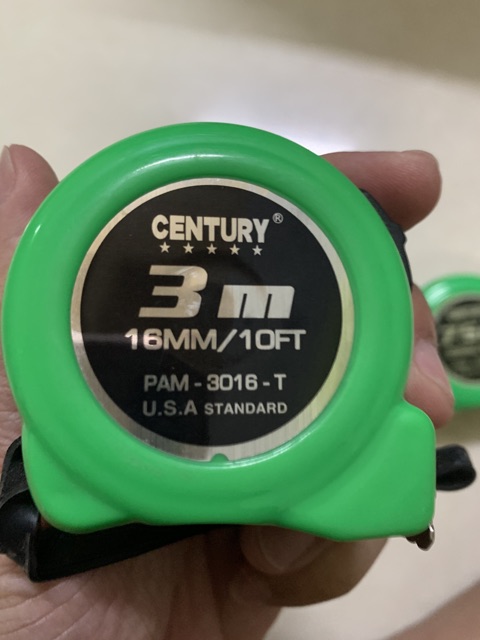 CENTURY®
★★★★★
3 m
16MM/10FT
PAM - 3016 - T
U.S.A STANDARD